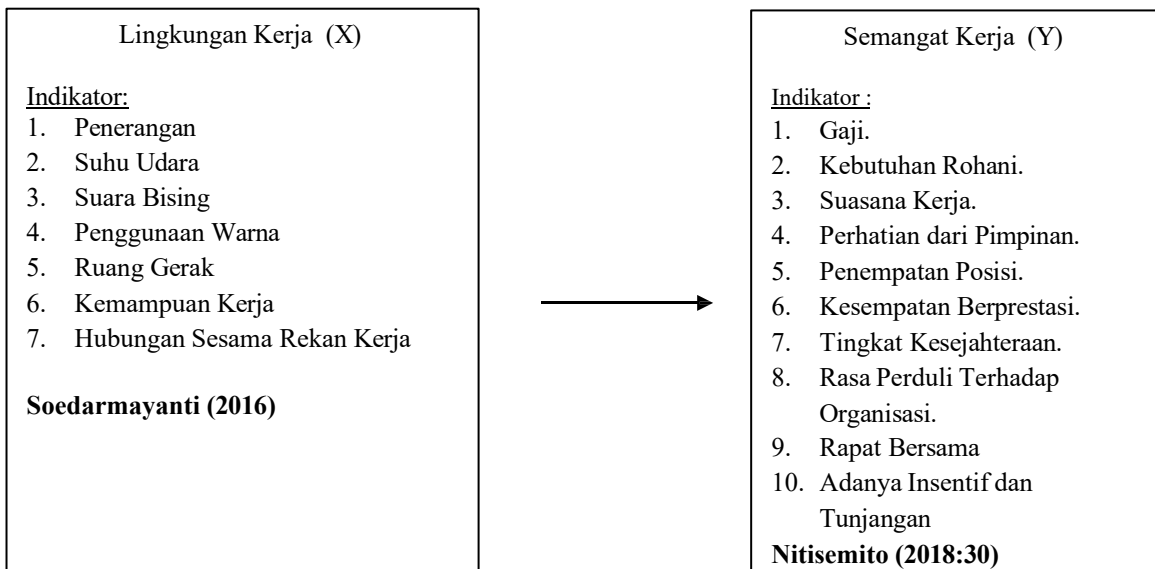 Lingkungan Kerja (X)
Indikator:
1. Penerangan
2. Suhu Udara
3. Suara Bising
4. Penggunaan Warna
5. Ruang Gerak
6. Kemampuan Kerja
7. Hubungan Sesama Rekan Kerja
Soedarmayanti (2016)
Semangat Kerja (Y)
Indikator :
1. Gaji.
2. Kebutuhan Rohani.
3. Suasana Kerja.
4. Perhatian dari Pimpinan.
5. Penempatan Posisi.
6. Kesempatan Berprestasi.
7. Tingkat Kesejahteraan.
8. Rasa Perduli Terhadap
Organisasi.
9. Rapat Bersama
10. Adanya Insentif dan
Tunjangan
Nitisemito (2018:30)